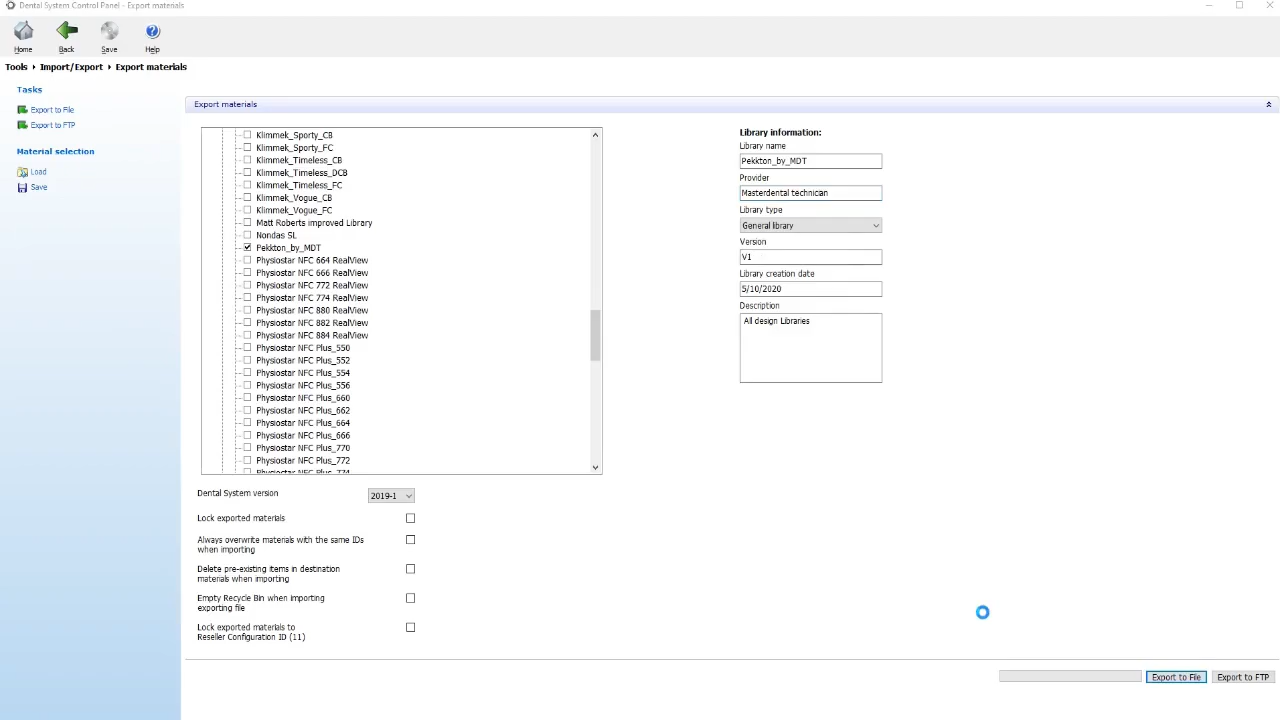 Dental System Control Panel - Export materials
Home
Back
Save
Help
Tools
Import/Export
Export materials
Tasks
Export to File
Export to FTP
Material selection
Load
Save
Export materials
Klimmek_Sporty_CB
Klimmek_Sporty_FC
Klimmek_Timeless_CB
Klimmek_Timeless_DCB
Klimmek_Timeless_FC
Klimmek_Vogue_CB
Klimmek_Vogue_FC
Matt Roberts improved Library
Nondas SL
Pekkton_by_MDT
Physiostar NFC 664 RealView
Physiostar NFC 666 RealView
Physiostar NFC 772 RealView
Physiostar NFC 774 RealView
Physiostar NFC 880 RealView
Physiostar NFC 882 RealView
Physiostar NFC 884 RealView
Physiostar NFC Plus_550
Physiostar NFC Plus_552
Physiostar NFC Plus_554
Physiostar NFC Plus_556
Physiostar NFC Plus_660
Physiostar NFC Plus_662
Physiostar NFC Plus_664
Physiostar NFC Plus_666
Physiostar NFC Plus_770
Physiostar NFC Plus_772
Physiostar NFC Plus_774
Dental System version
2019-1
Lock exported materials
Always overwrite materials with the same IDs
when importing
Delete pre-existing items in destination
materials when importing
Empty Recycle Bin when importing
exporting file
Lock exported materials to
Reseller Configuration ID (11)
Library information:
Library name
Pekkton_by_MDT
Provider
Masterdental technician
Library type
General library
Version
V1
Library creation date
5/10/2020
Description
All design Libraries
Export to File
Export to FTP